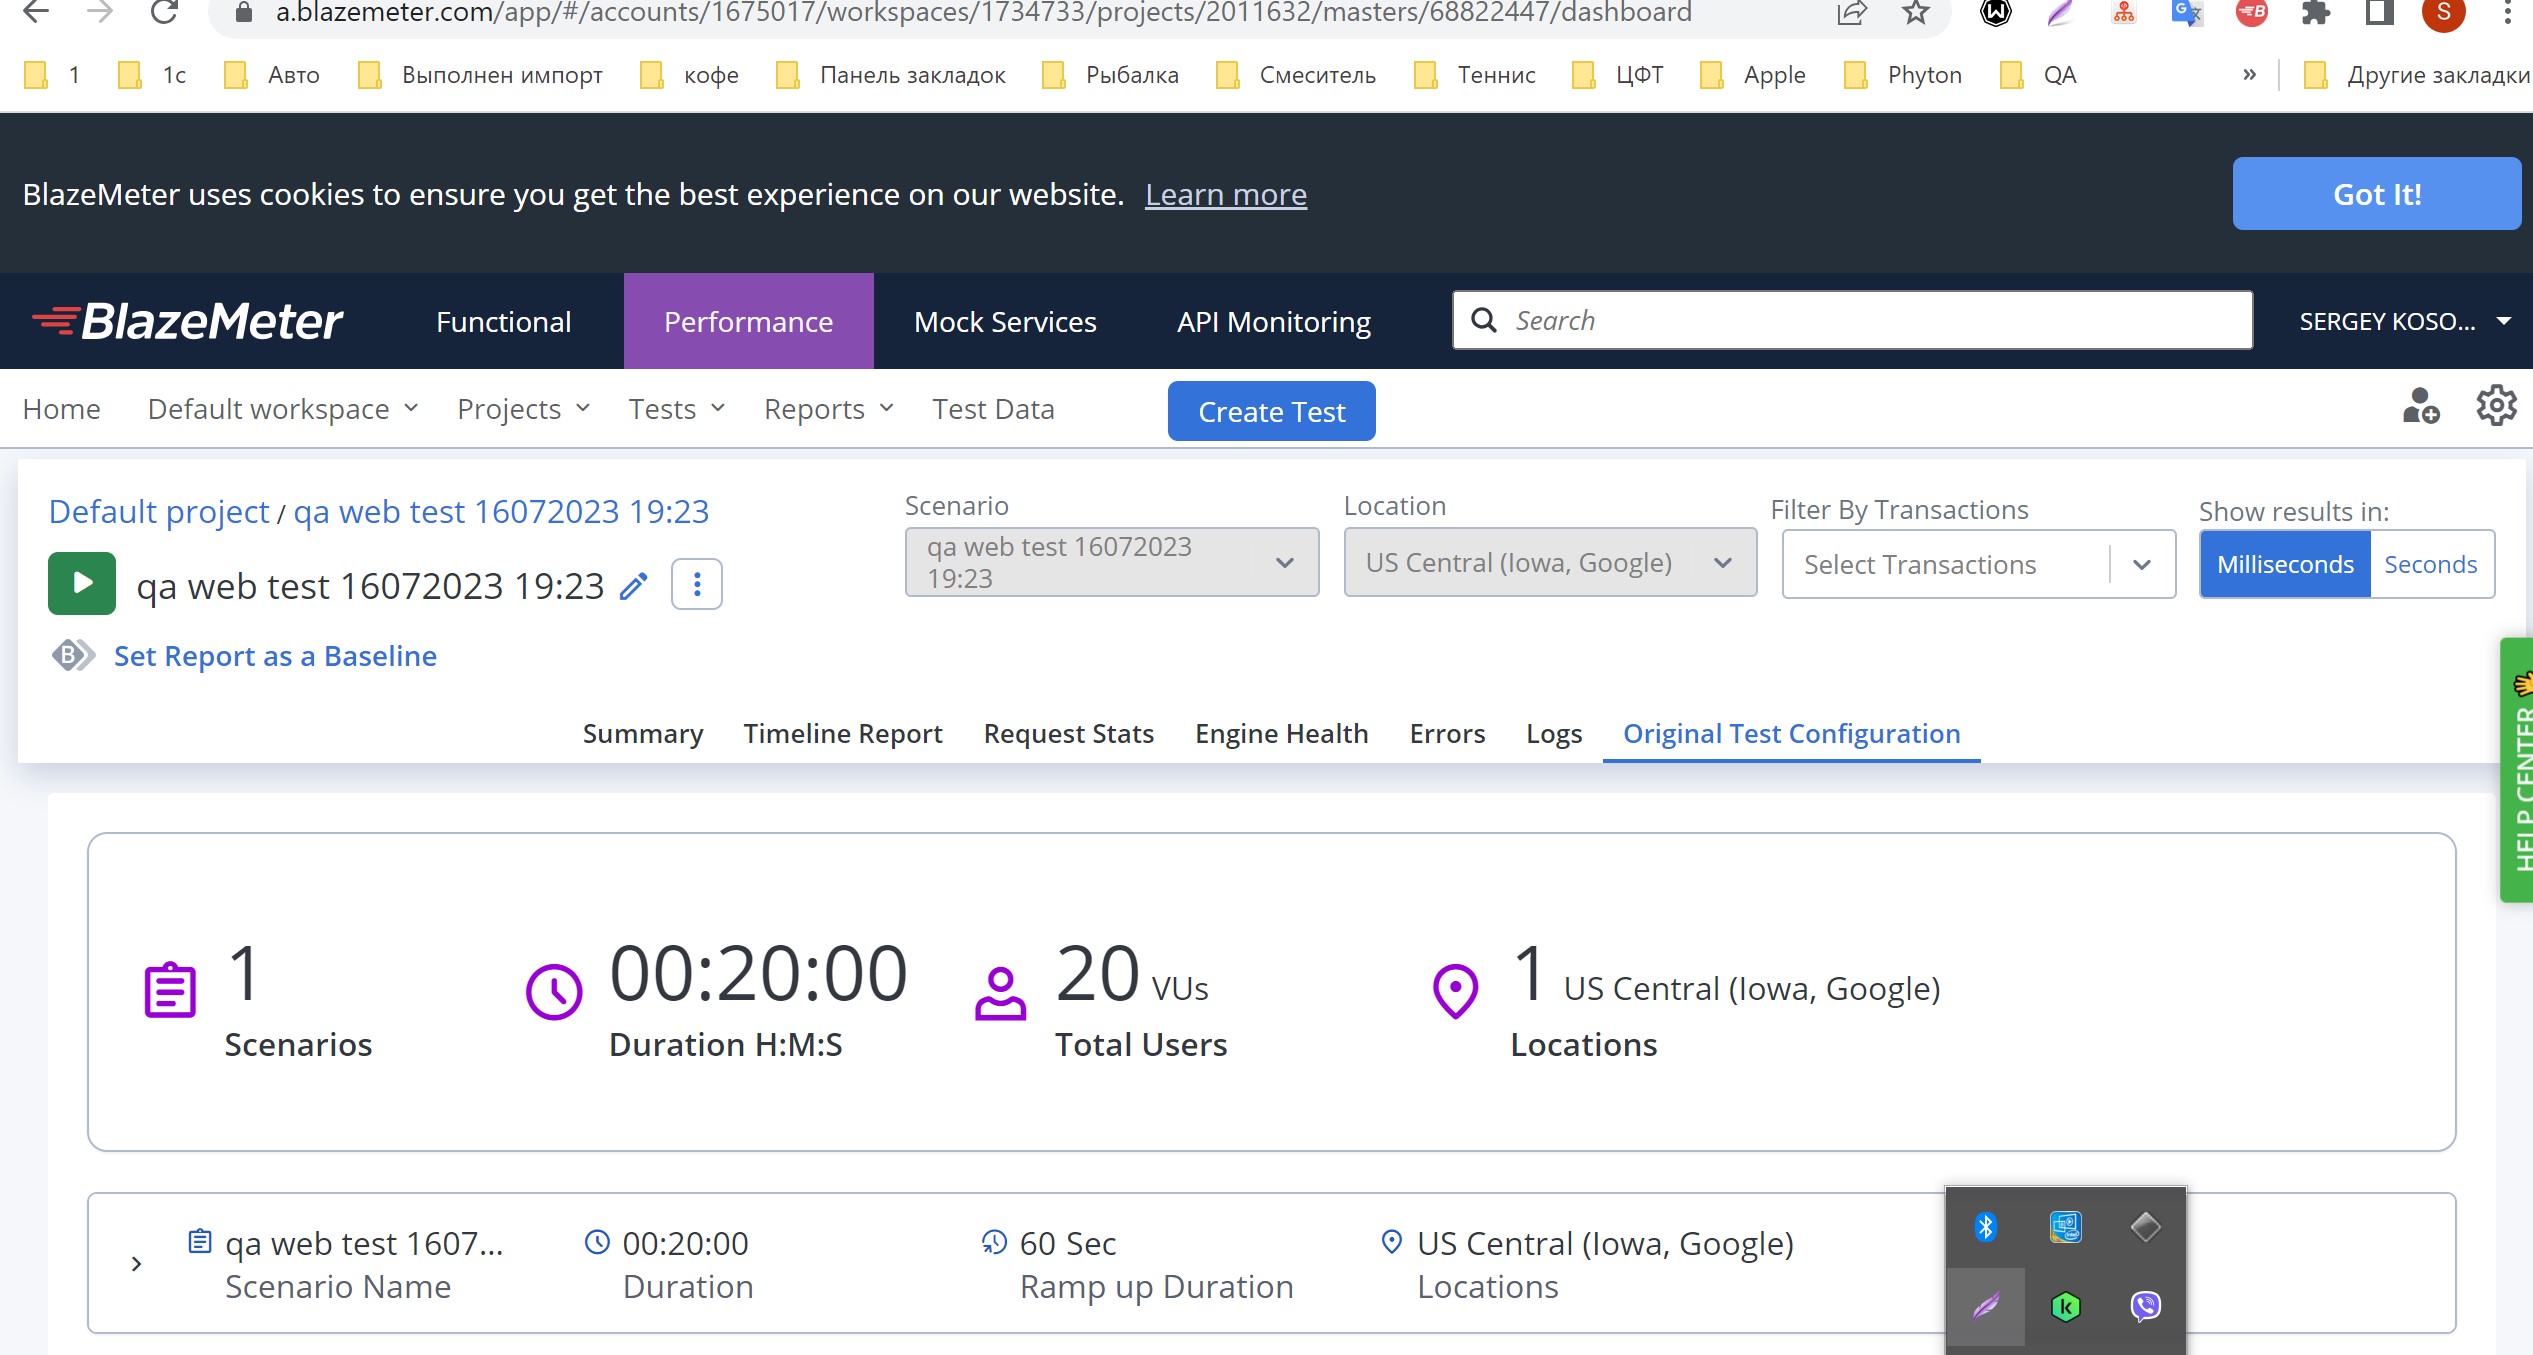 a.blazemeter.com/app/#/accounts/1675017/workspaces/1734733/projects/2011632/masters/68822447/dashboard
S
1 1с Авто Выполнен импорт кофе Панель закладок Рыбалка Смеситель Теннис ЦФТ Apple Phyton QA » Другие закладки
BlazeMeter uses cookies to ensure you get the best experience on our website. Learn more
Got It!
BlazeMeter Functional Performance Mock Services API Monitoring Search SERGEY KOSO...
Home Default workspace Projects Tests Reports Test Data Create Test
Default project / qa web test 16072023 19:23
Scenario
qa web test 16072023
19:23
Location
US Central (Iowa, Google)
Filter By Transactions
Select Transactions
Show results in:
Milliseconds Seconds
qa web test 16072023 19:23
Set Report as a Baseline
HELP CENTER
Summary Timeline Report Request Stats Engine Health Errors Logs Original Test Configuration
1
Scenarios
00:20:00
Duration H:M:S
20 VUs
Total Users
1 US Central (Iowa, Google)
Locations
qa web test 1607...
Scenario Name
00:20:00
Duration
60 Sec
Ramp up Duration
US Central (Iowa, Google)
Locations